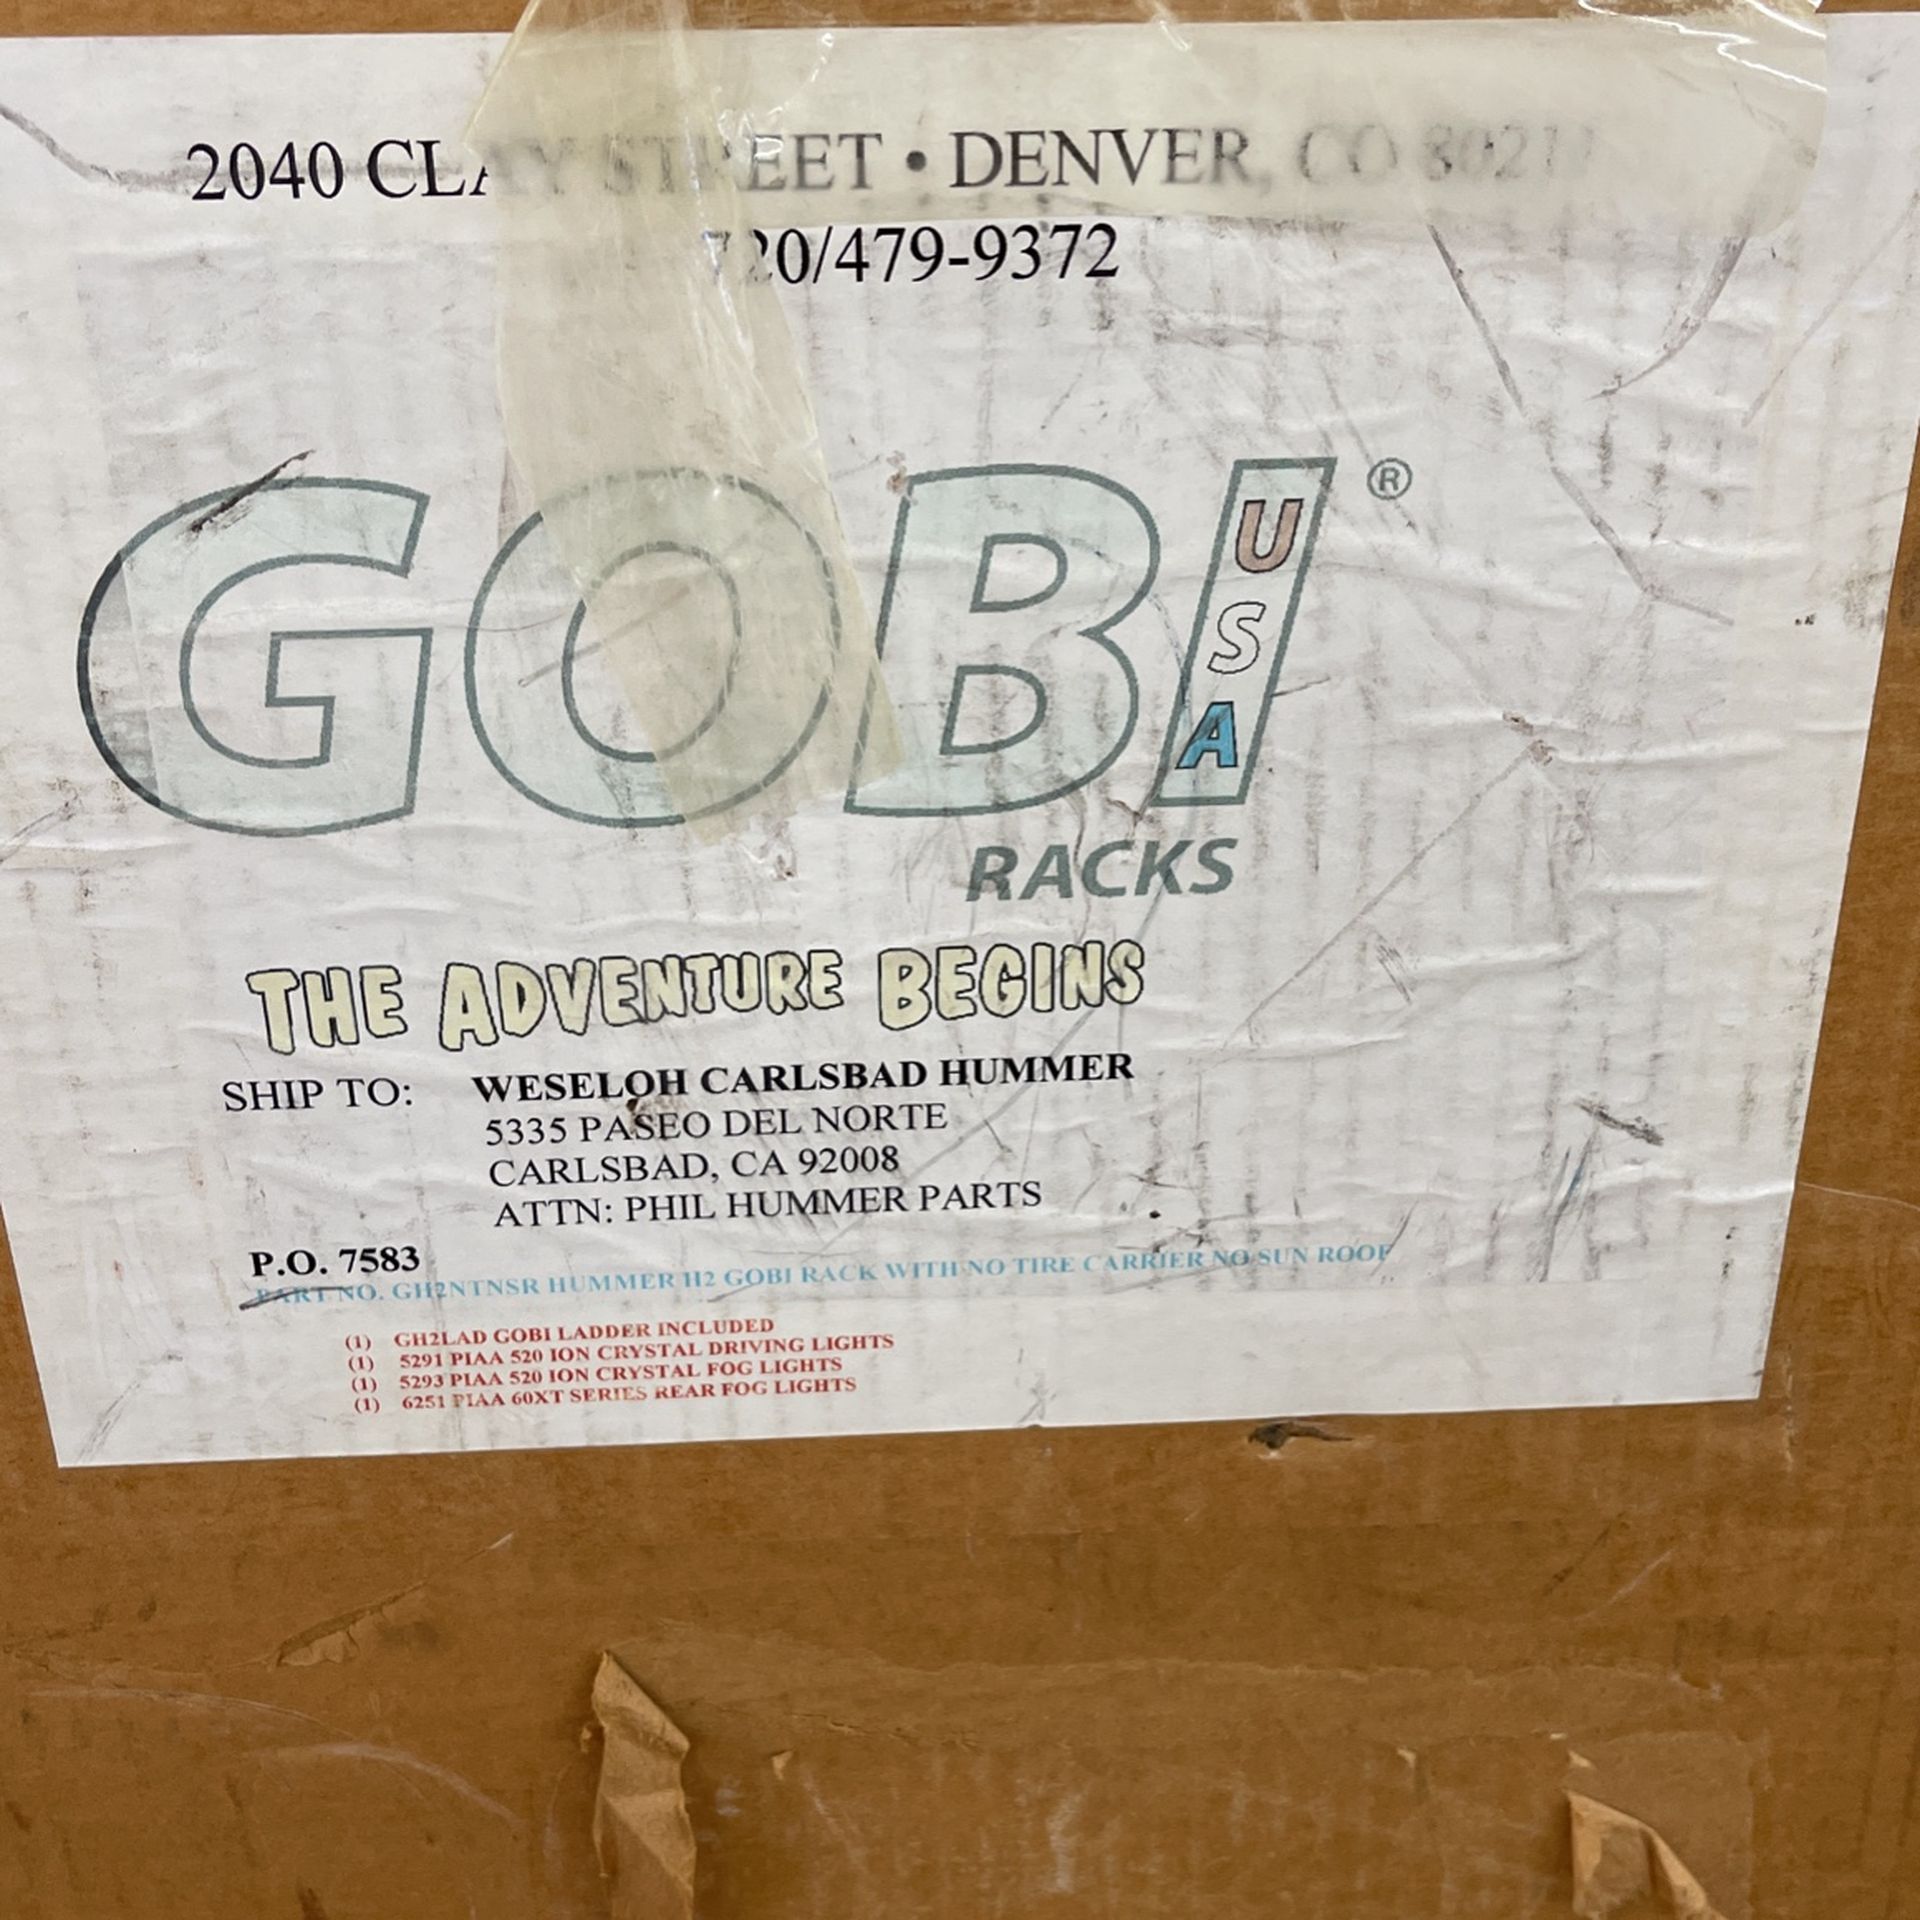 2040 CLAY STREET • DENVER, CO 80211
720/479-9372
GOBI USA ®
RACKS
THE ADVENTURE BEGINS
SHIP TO: WESELOH CARLSBAD HUMMER
5335 PASEO DEL NORTE
CARLSBAD, CA 92008
ATTN: PHIL HUMMER PARTS
P.O. 7583
PART NO. GH2NTNSR HUMMER H2 GOBI RACK WITH NO TIRE CARRIER NO SUN ROOF
(1) GH2LAD GOBI LADDER INCLUDED
(1) 5291 PIAA 520 ION CRYSTAL DRIVING LIGHTS
(1) 5293 PIAA 520 ION CRYSTAL FOG LIGHTS
(1) 6251 PIAA 60XT SERIES REAR FOG LIGHTS